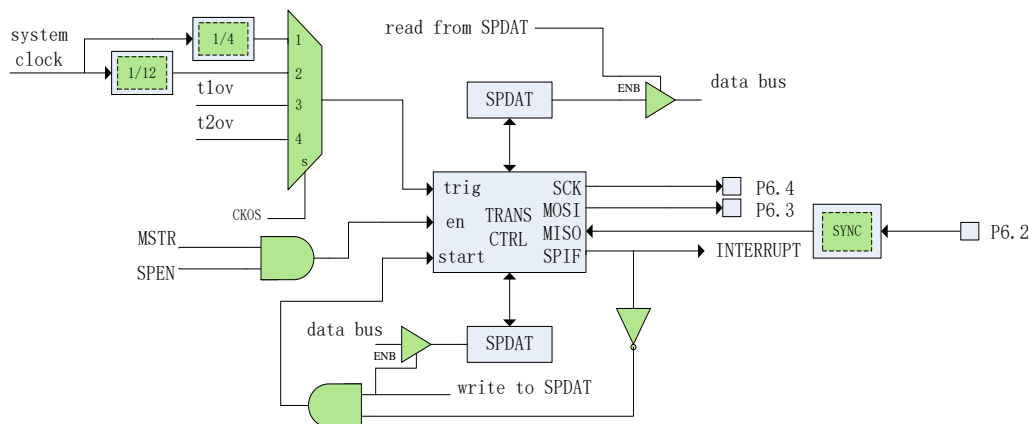 system
clock
1/4
1/12
t1ov
t2ov
1
2
3
4
s
CKOS
MSTR
SPEN
read from SPDAT
ENB
data bus
SPDAT
trig
en
start
TRANS
CTRL
SCK
MOSI
MISO
SPIF
P6.4
P6.3
SYNC
P6.2
INTERRUPT
data bus
ENB
SPDAT
write to SPDAT